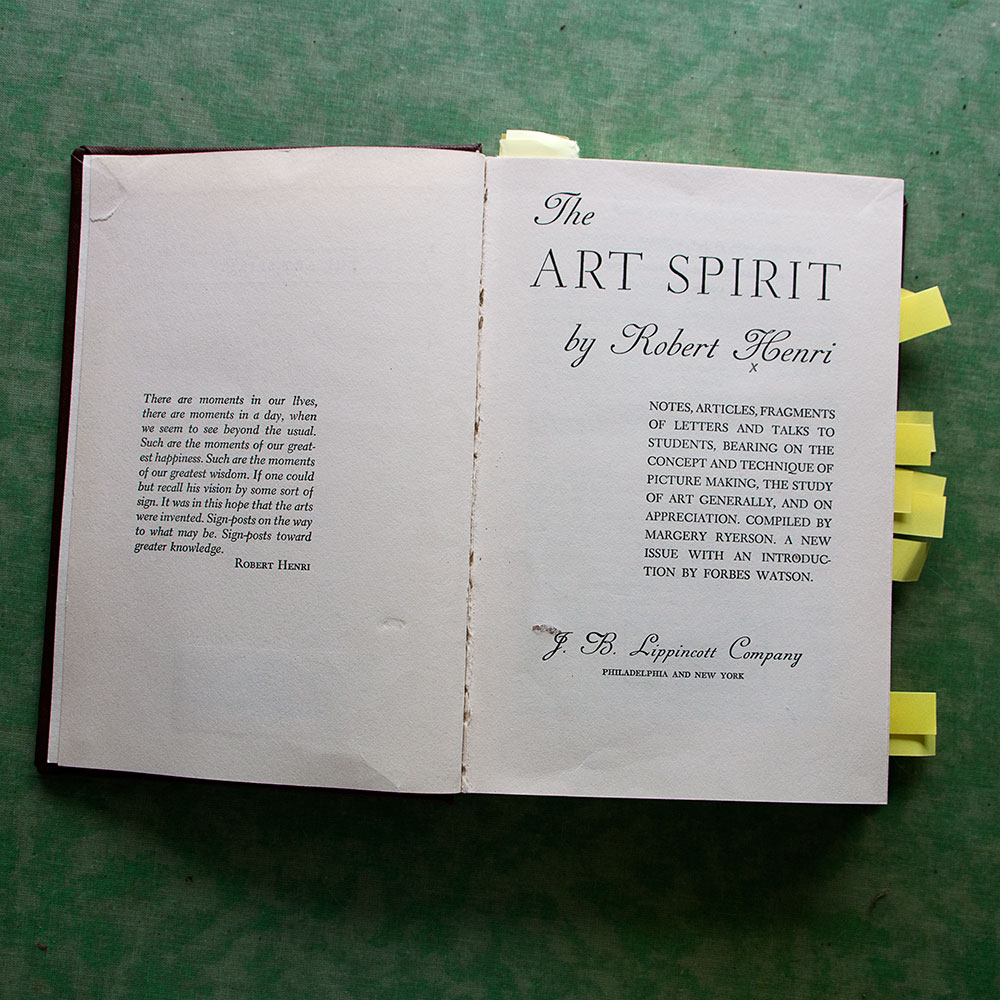 There are moments in our lives,
there are moments in a day, when
we seem to see beyond the usual.
Such are the moments of our great-
est happiness. Such are the moments
of our greatest wisdom. If one could
but recall his vision by some sort of
sign. It was in this hope that the arts
were invented. Sign-posts on the way
to what may be. Sign-posts toward
greater knowledge.
ROBERT HENRI
The
ART SPIRIT
by Robert Henri
x
NOTES, ARTICLES, FRAGMENTS
OF LETTERS AND TALKS TO
STUDENTS, BEARING ON THE
CONCEPT AND TECHNIQUE OF
PICTURE MAKING, THE STUDY
OF ART GENERALLY, AND ON
APPRECIATION. COMPILED BY
MARGERY RYERSON. A NEW
ISSUE WITH AN INTRODUC-
TION BY FORBES WATSON.
J. B. Lippincott Company
PHILADELPHIA AND NEW YORK